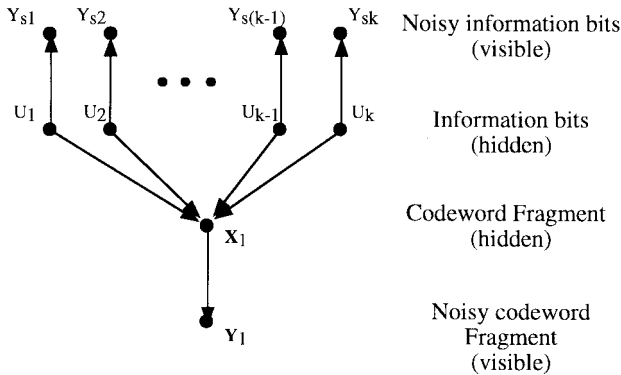 Ys1 Ys2 Ys(k-1) Ysk
Noisy information bits
(visible)
U1 U2 Uk-1 Uk
Information bits
(hidden)
Codeword Fragment
(hidden)
X1
Noisy codeword
Fragment
(visible)
Y1